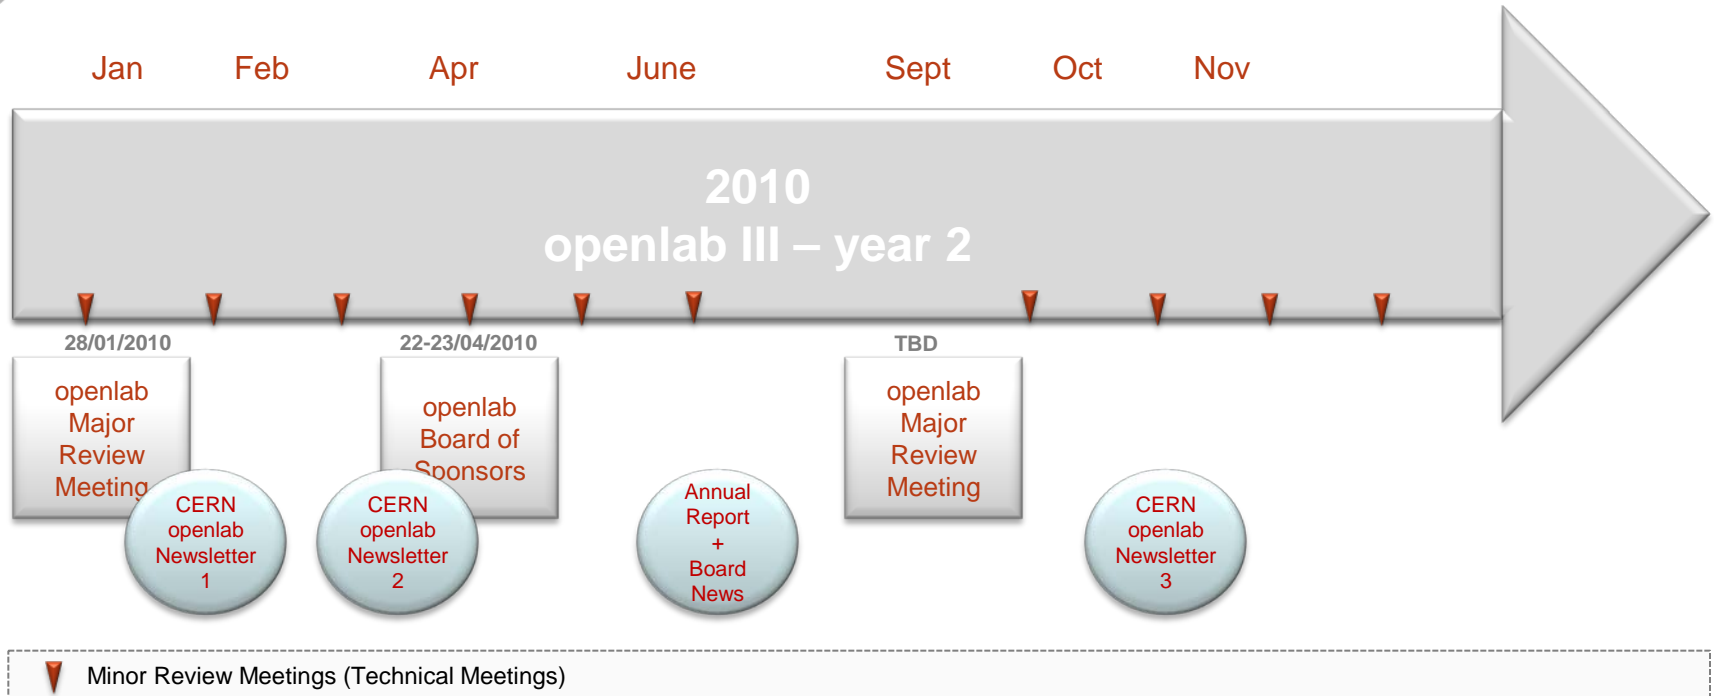 Jan Feb Apr June Sept Oct Nov
2010
openlab III – year 2
28/01/2010
22-23/04/2010
TBD
openlab
Major
Review
Meeting
openlab
Board of
Sponsors
openlab
Major
Review
Meeting
CERN
openlab
Newsletter
1
CERN
openlab
Newsletter
2
Annual
Report
+
Board
News
CERN
openlab
Newsletter
3
Minor Review Meetings (Technical Meetings)